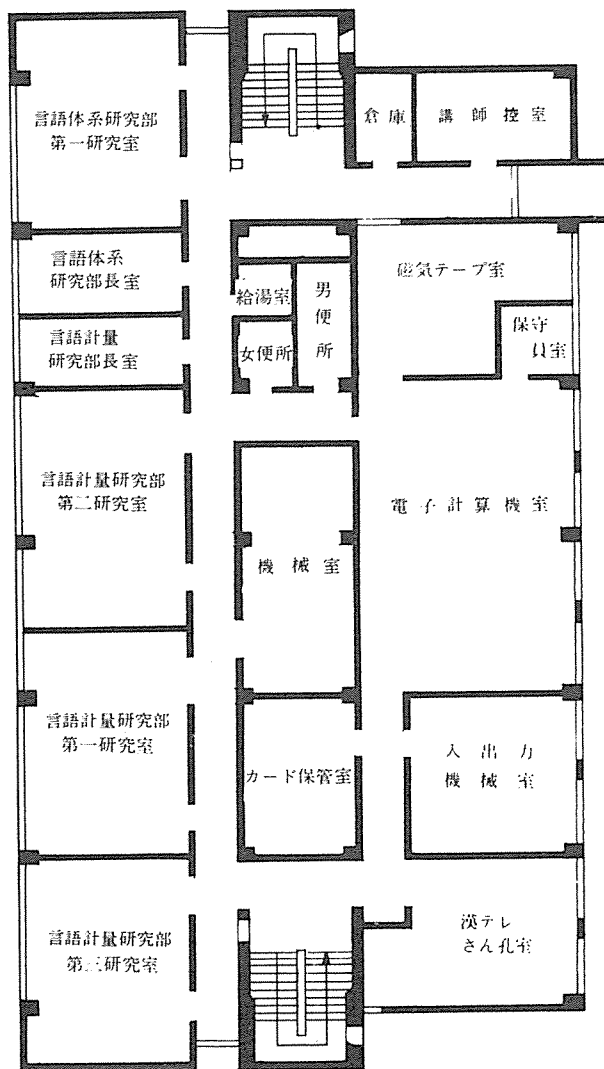 言語体系研究部
第一研究室
倉庫
講師控室
言語体系
研究部長室
言語計量
研究部長室
給湯室
女便所
男便所
磁気テープ室
保守
員室
言語計量研究部
第二研究室
機械室
電子計算機室
言語計量研究部
第一研究室
カード保管室
入出力
機械室
言語計量研究部
第三研究室
漢テレ
さん孔室